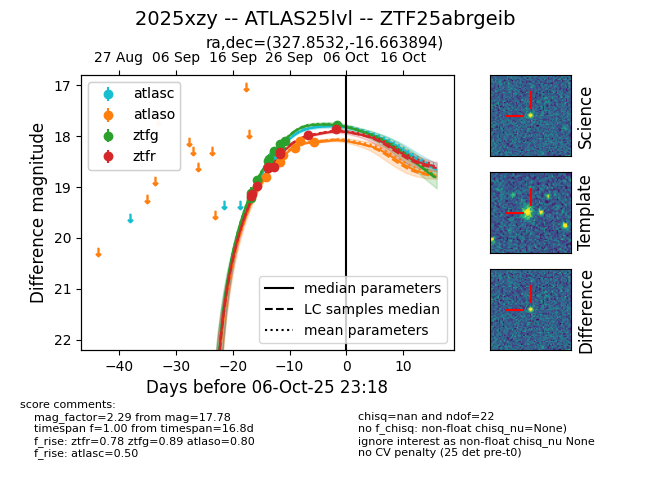 2025xzy -- ATLAS25lvl -- ZTF25abrgeib
ra,dec=(327.8532,-16.663894)
27 Aug 06 Sep 16 Sep 26 Sep 06 Oct 16 Oct
17
18
19
20
21
22
Difference magnitude
atlasc
atlaso
ztfg
ztfr
median parameters
LC samples median
mean parameters
−40 −30 −20 −10 0 10
Days before 06-Oct-25 23:18
Science
Template
Difference
score comments:
mag_factor=2.29 from mag=17.78
timespan f=1.00 from timespan=16.8d
f_rise: ztfr=0.78 ztfg=0.89 atlaso=0.80
f_rise: atlasc=0.50
chisq=nan and ndof=22
no f_chisq: non-float chisq_nu=None)
ignore interest as non-float chisq_nu None
no CV penalty (25 det pre-t0)